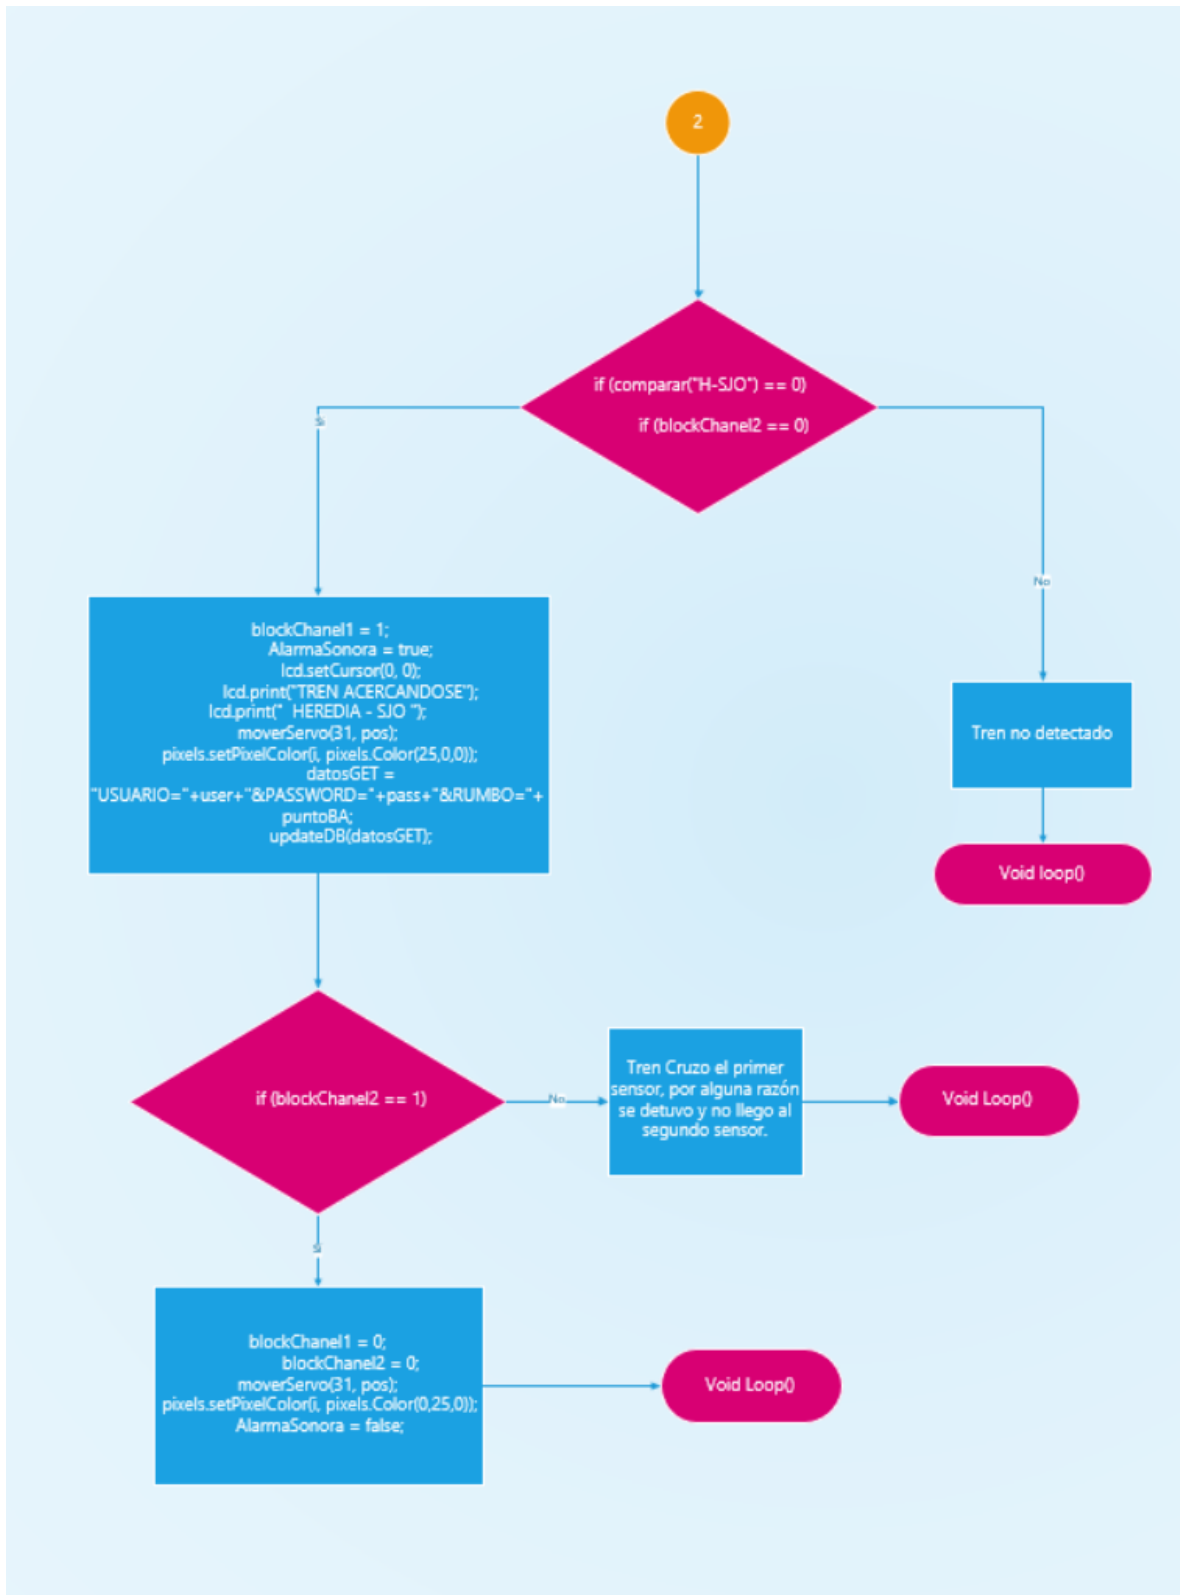 2
if (comparar("H-SJO") == 0)
if (blockChanel2 == 0)
Si
No
blockChanel1 = 1;
AlarmaSonora = true;
lcd.setCursor(0, 0);
lcd.print("TREN ACERCANDOSE");
lcd.print("  HEREDIA - SJO ");
moverServo(31, pos);
pixels.setPixelColor(i, pixels.Color(25,0,0));
datosGET =
"USUARIO="+user+"&PASSWORD="+pass+"&RUMBO="+
puntoBA;
updateDB(datosGET);
Tren no detectado
Void loop()
if (blockChanel2 == 1)
No
Tren Cruzo el primer
sensor, por alguna razón
se detuvo y no llego al
segundo sensor.
Void Loop()
Si
blockChanel1 = 0;
blockChanel2 = 0;
moverServo(31, pos);
pixels.setPixelColor(i, pixels.Color(0,25,0));
AlarmaSonora = false;
Void Loop()